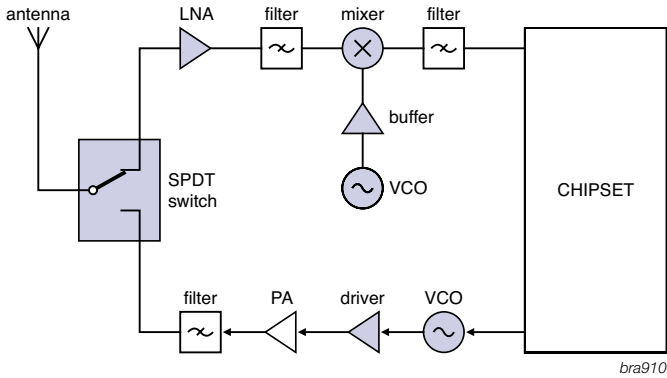 antenna
LNA
filter
mixer
filter
buffer
VCO
SPDT
switch
CHIPSET
filter
PA
driver
VCO
bra910